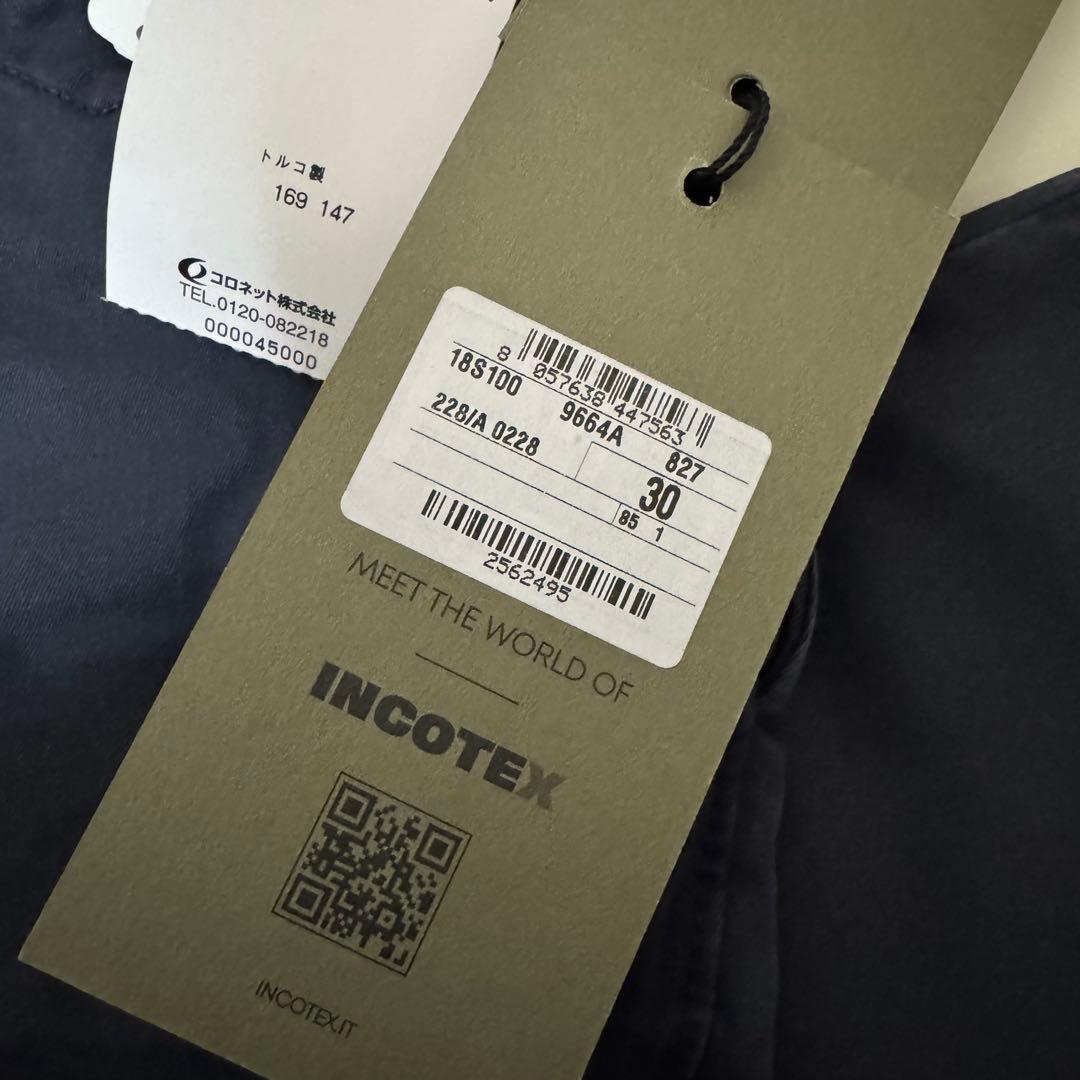 トルコ製
169 147
コロネット株式会社
TEL.0120-082218
000045000
8 057638 447563
18S100 9664A 827
228/A 0228 30
85 1
2562495
MEET THE WORLD OF
INCOTEX
INCOTEX.IT